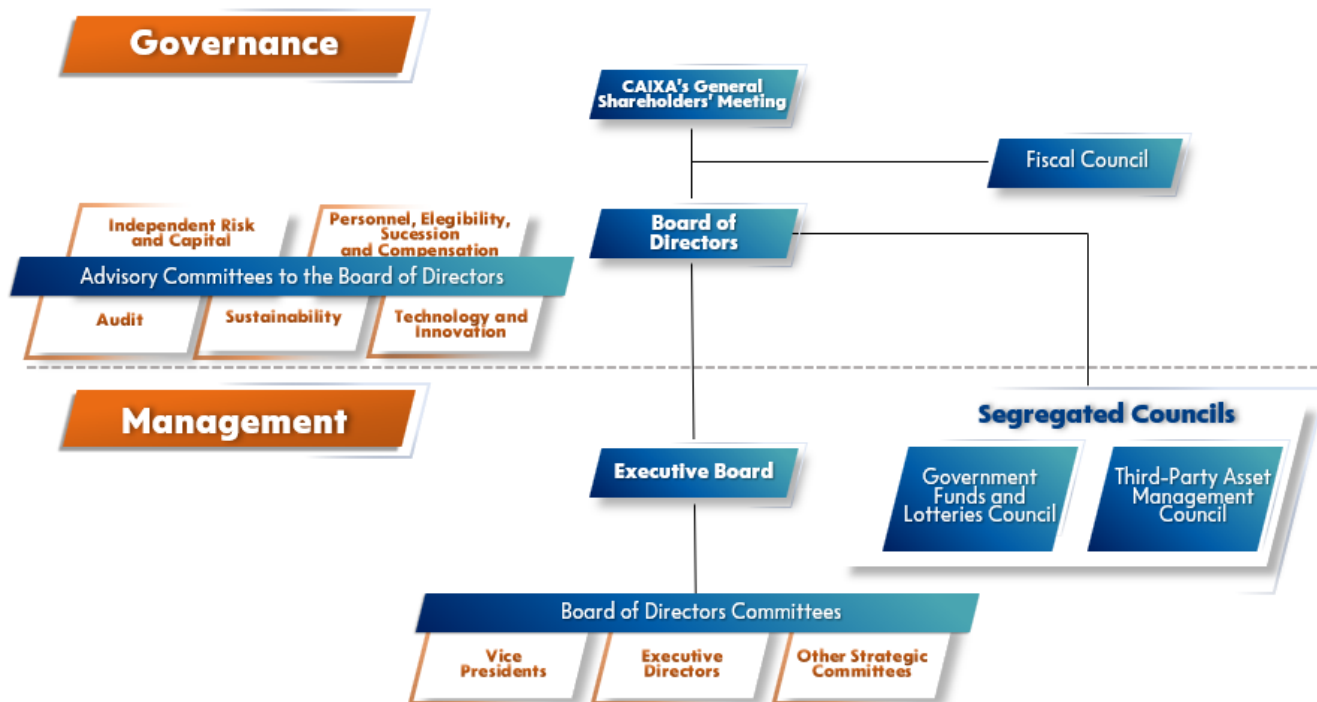 Governance
CAIXA's General
Shareholders' Meeting
Fiscal Council
Board of
Directors
Independent Risk
and Capital
Personnel, Elegibility,
Sucession
and Compensation
Advisory Committees to the Board of Directors
Audit
Sustainability
Technology and
Innovation
Management
Segregated Councils
Executive Board
Government
Funds and
Lotteries Council
Third-Party Asset
Management
Council
Board of Directors Committees
Vice
Presidents
Executive
Directors
Other Strategic
Committees